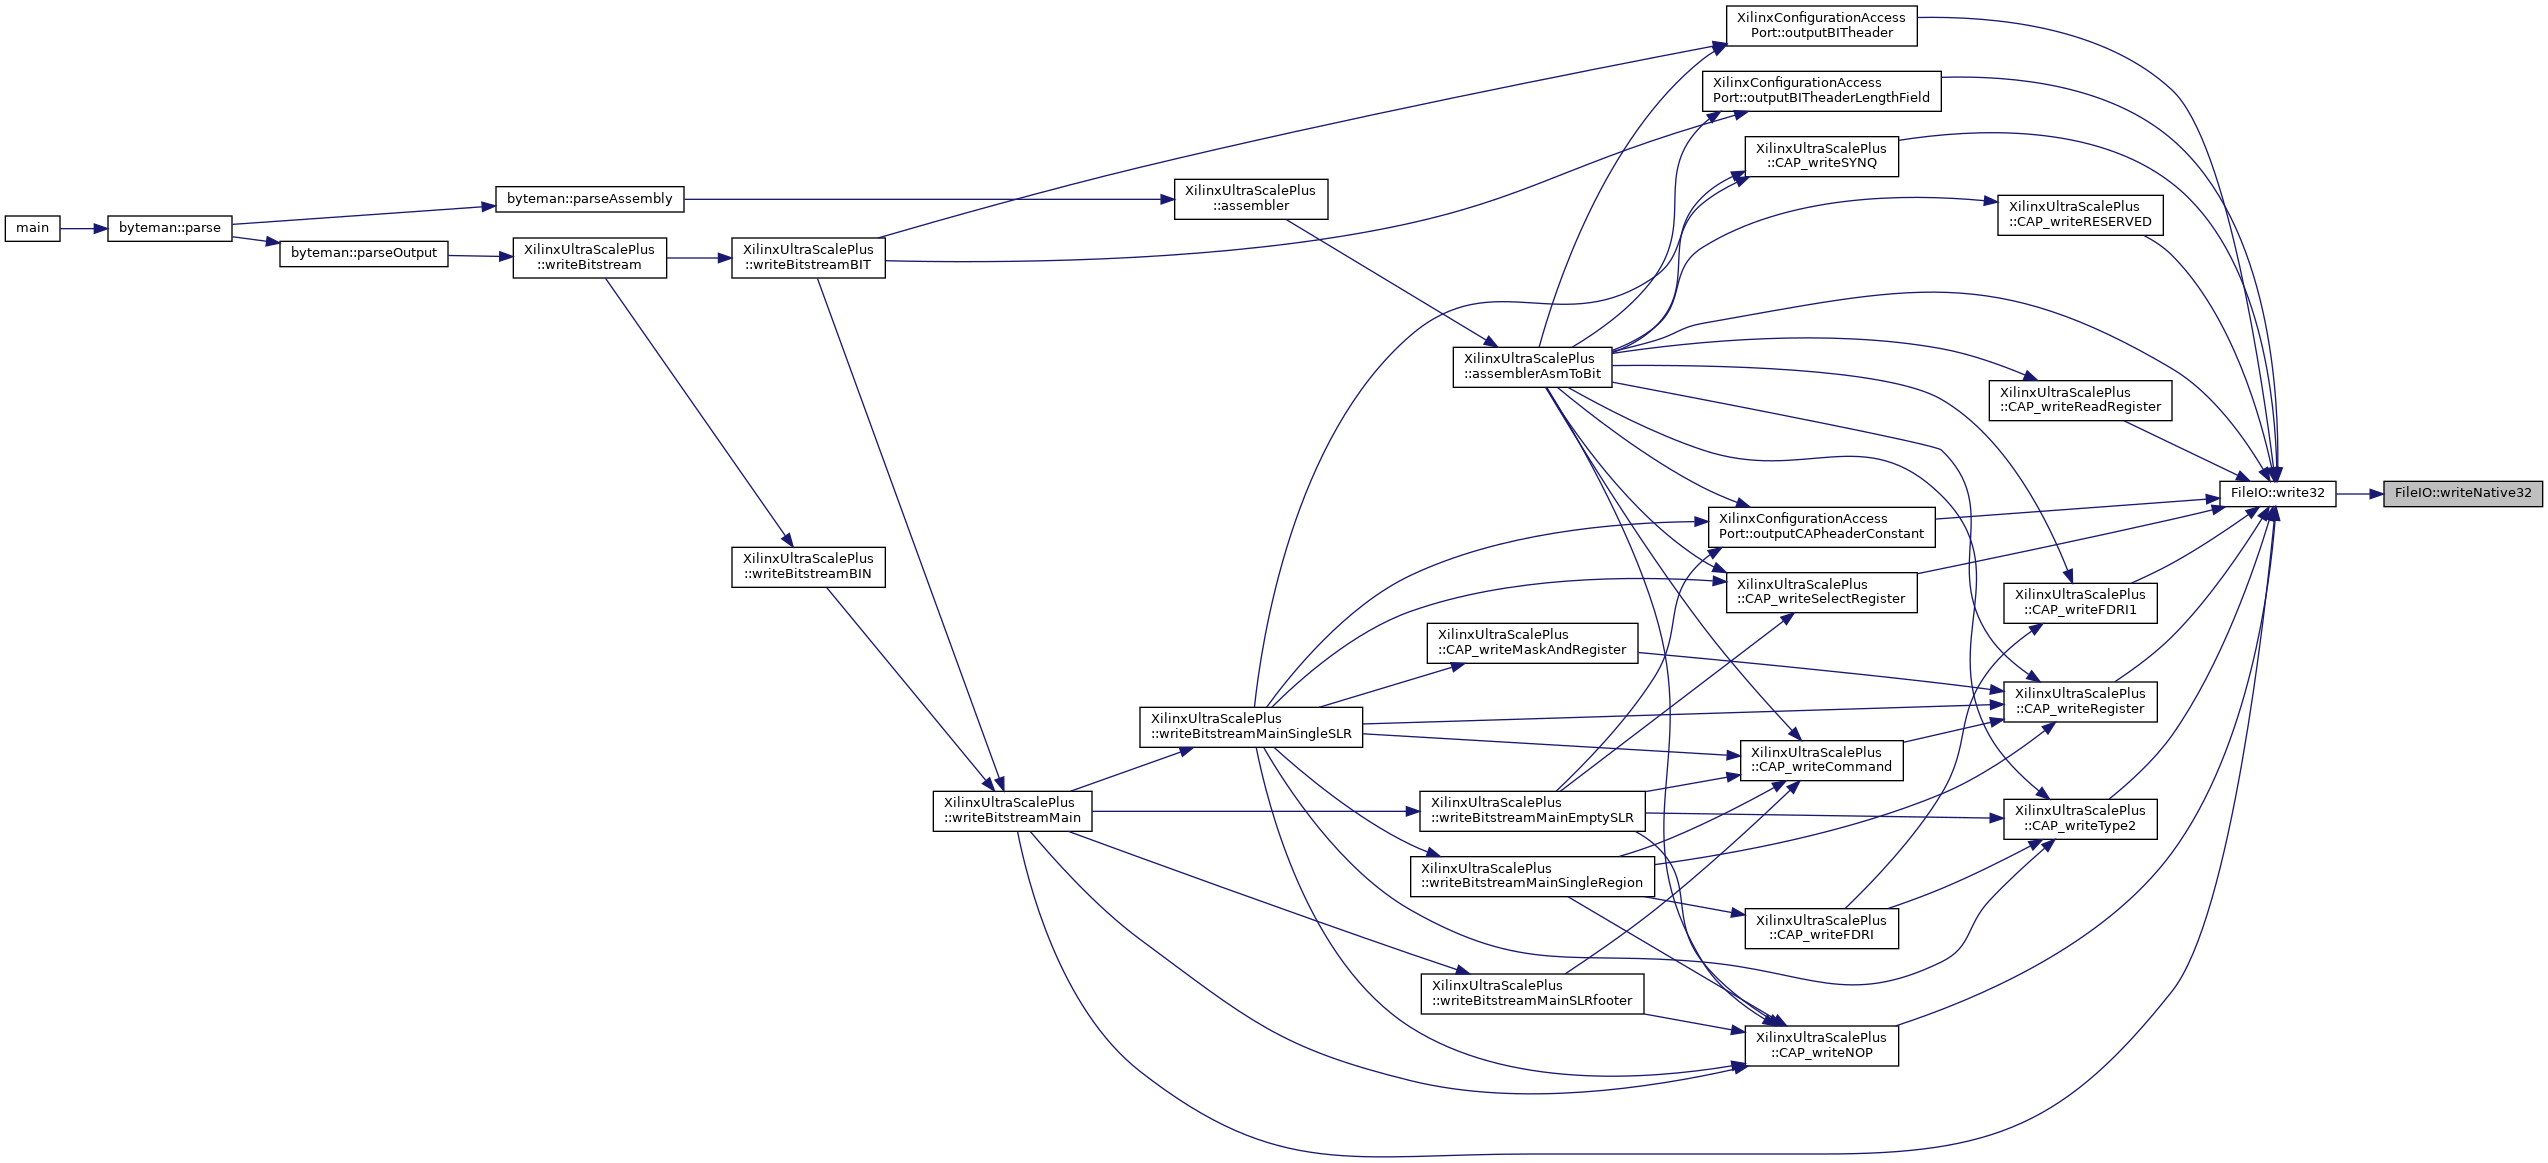 XilinxConfigurationAccess
Port::outputBITheader
XilinxConfigurationAccess
Port::outputBITheaderLengthField
XilinxUltraScalePlus
::CAP_writeSYNQ
byteman::parseAssembly
XilinxUltraScalePlus
::assembler
XilinxUltraScalePlus
::CAP_writeRESERVED
main
byteman::parse
byteman::parseOutput
XilinxUltraScalePlus
::writeBitstream
XilinxUltraScalePlus
::writeBitstreamBIT
XilinxUltraScalePlus
::assemblerAsmToBit
XilinxUltraScalePlus
::CAP_writeReadRegister
FileIO::write32
FileIO::writeNative32
XilinxConfigurationAccess
Port::outputCAPheaderConstant
XilinxUltraScalePlus
::writeBitstreamBIN
XilinxUltraScalePlus
::CAP_writeSelectRegister
XilinxUltraScalePlus
::CAP_writeFDRI1
XilinxUltraScalePlus
::CAP_writeMaskAndRegister
XilinxUltraScalePlus
::CAP_writeRegister
XilinxUltraScalePlus
::writeBitstreamMainSingleSLR
XilinxUltraScalePlus
::CAP_writeCommand
XilinxUltraScalePlus
::writeBitstreamMain
XilinxUltraScalePlus
::writeBitstreamMainEmptySLR
XilinxUltraScalePlus
::CAP_writeType2
XilinxUltraScalePlus
::writeBitstreamMainSingleRegion
XilinxUltraScalePlus
::CAP_writeFDRI
XilinxUltraScalePlus
::writeBitstreamMainSLRfooter
XilinxUltraScalePlus
::CAP_writeNOP